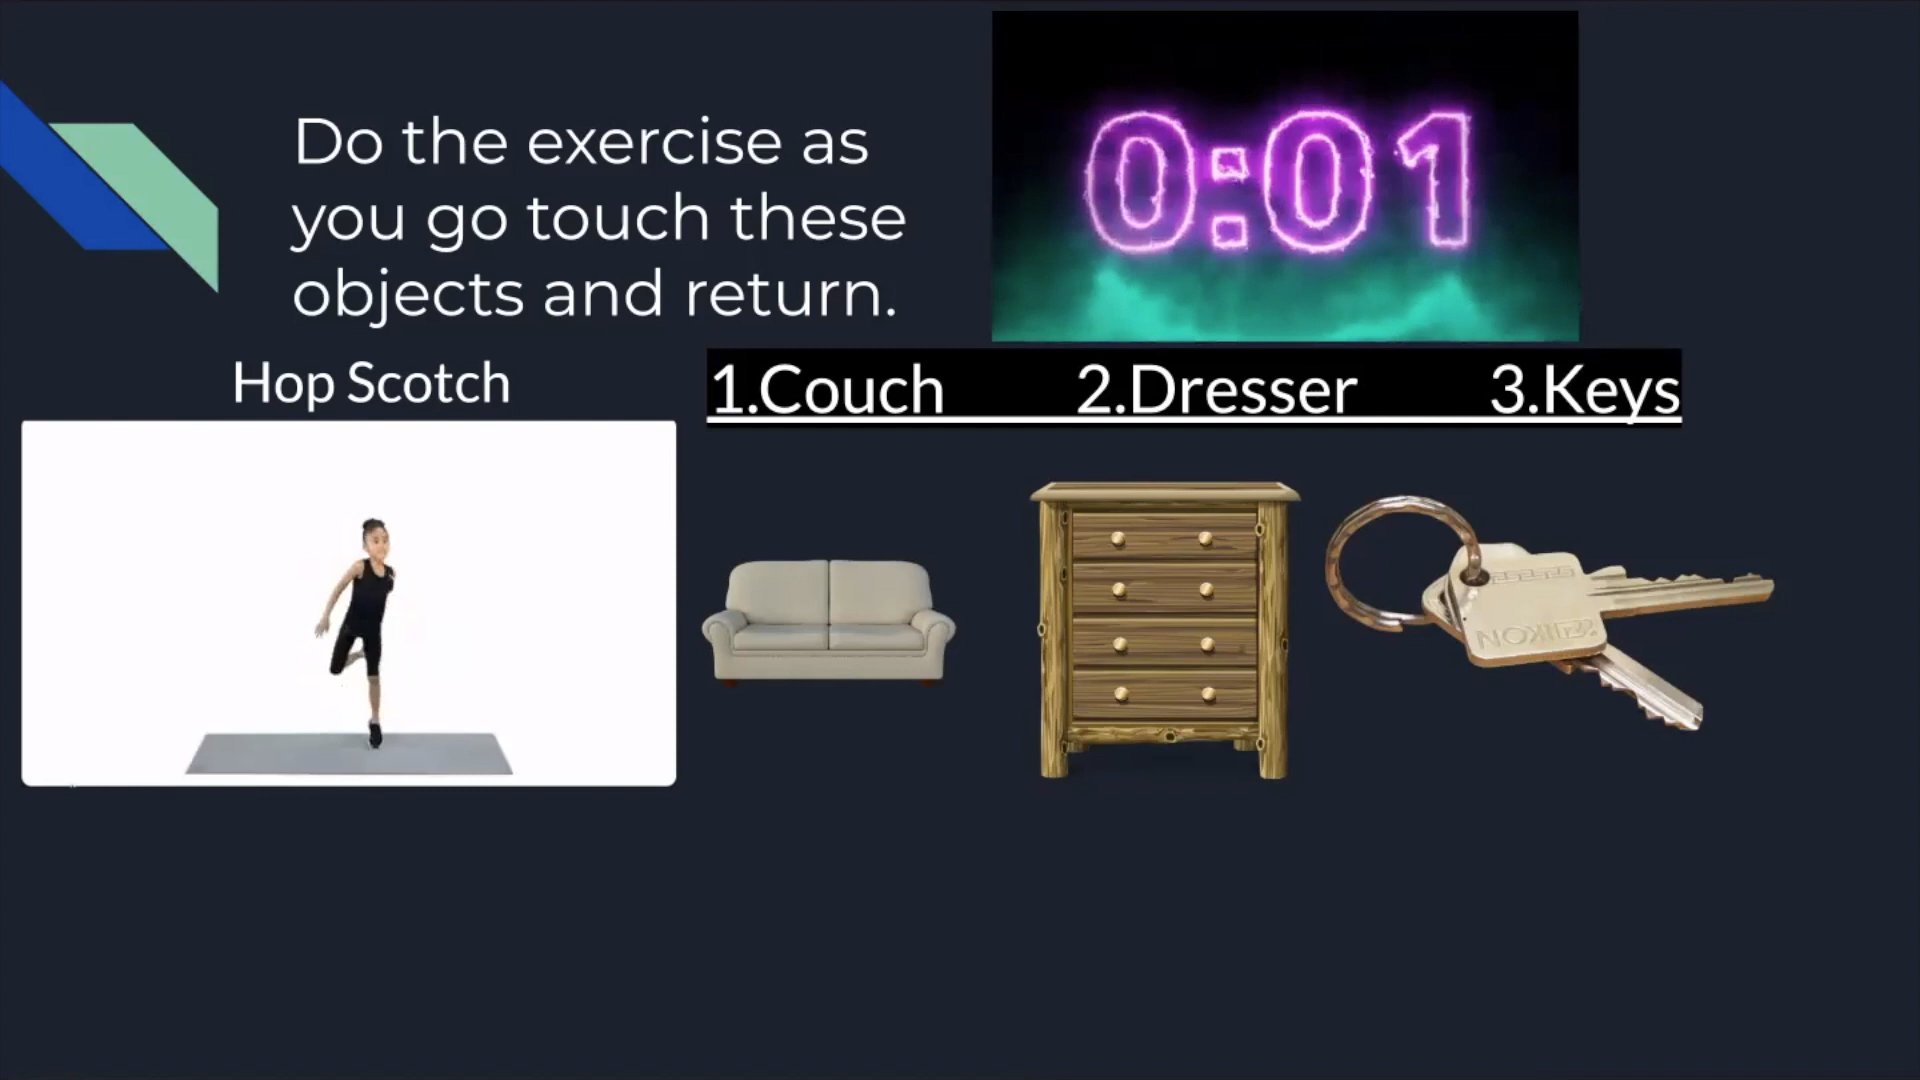 Do the exercise as
you go touch these
objects and return.
0:01
Hop Scotch
1.Couch 2.Dresser 3.Keys
IKON